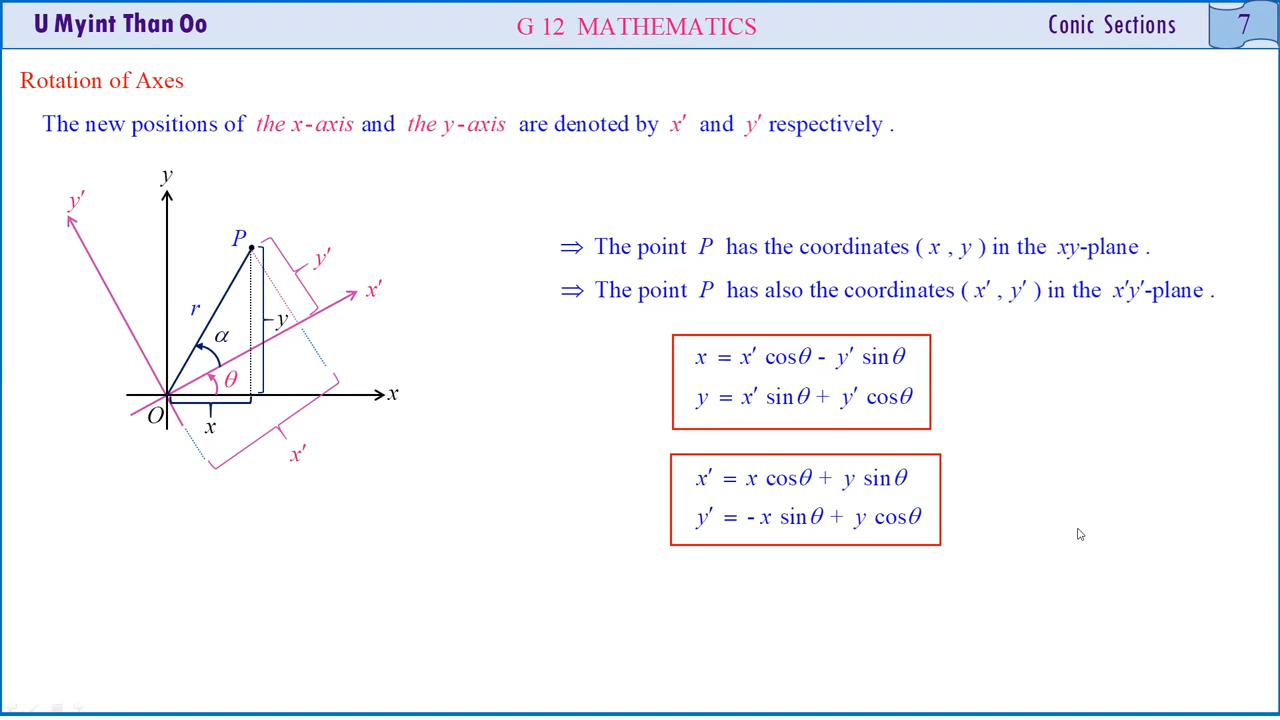 U Myint Than Oo
G 12 MATHEMATICS
Conic Sections
7
Rotation of Axes
The new positions of the x-axis and the y-axis are denoted by x′ and y′ respectively .
y
y′
P
y′
x′
r
α
y
θ
x
O
x
x′
⇒ The point P has the coordinates ( x , y ) in the xy-plane .
⇒ The point P has also the coordinates ( x′ , y′ ) in the x′y′-plane .
x = x′ cosθ - y′ sinθ
y = x′ sinθ + y′ cosθ
x′ = x cosθ + y sinθ
y′ = - x sinθ + y cosθ